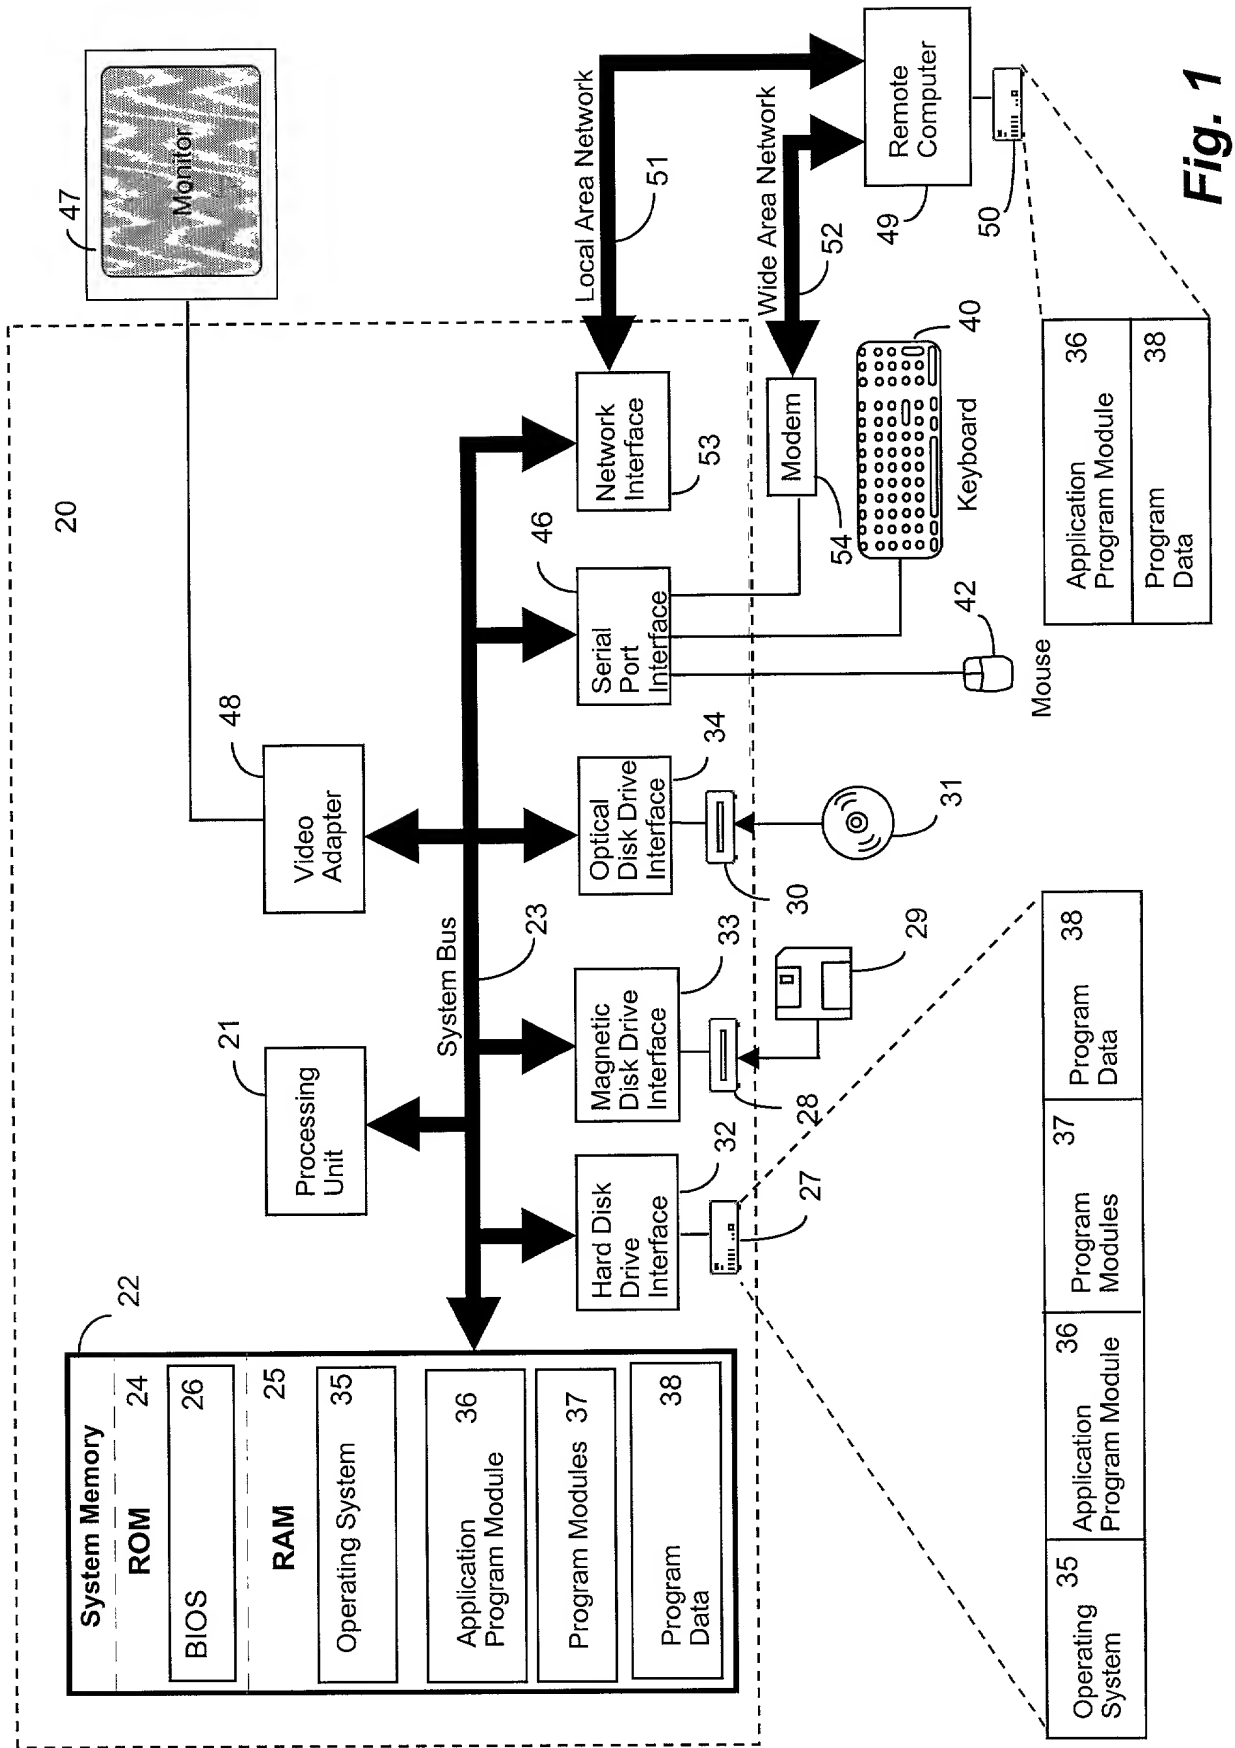 System Memory
22
ROM
24
BIOS
26
RAM
25
Operating System
35
Application
Program Module
36
Program Modules
37
Program
Data
38
20
21
Processing
Unit
48
Video
Adapter
47
Monitor
System Bus
23
Hard Disk
Drive
Interface
32
Magnetic
Disk Drive
Interface
33
Optical
Disk Drive
Interface
34
Serial
Port
Interface
46
Network
Interface
53
Local Area Network
51
Wide Area Network
52
Modem
54
27
28
29
30
31
Mouse
42
Keyboard
40
Remote
Computer
49
50
Operating
System
35
Application
Program Module
36
Program
Modules
37
Program
Data
38
Application
Program Module
36
Program
Data
38
Fig. 1